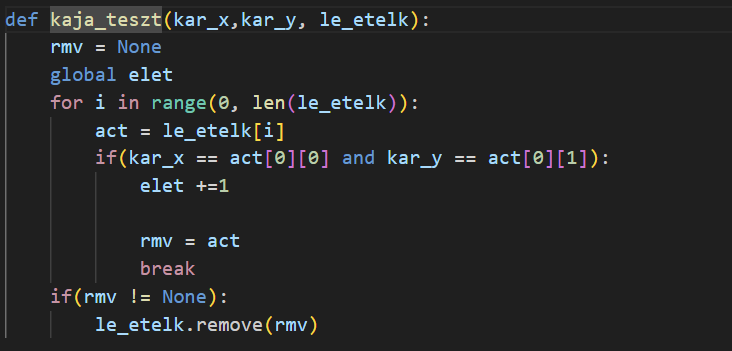 def kaja_teszt(kar_x,kar_y, le_etelk):
    rmv = None
    global elet
    for i in range(0, len(le_etelk)):
        act = le_etelk[i]
        if(kar_x == act[0][0] and kar_y == act[0][1]):
            elet +=1

            rmv = act
            break
    if(rmv != None):
        le_etelk.remove(rmv)